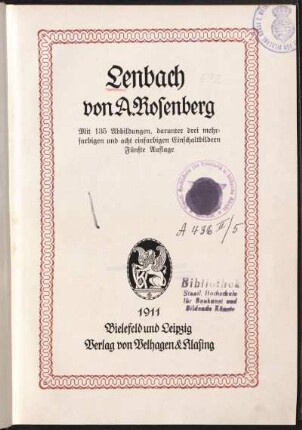 Lenbach
von A. Rosenberg
Mit 135 Abbildungen, darunter drei mehr-
farbigen und acht einfarbigen Einschaltbildern
Fünfte Auflage
A 436 II/5
Bibliothek
Staatl. Hochschule
für Baukunst und
Bildende Künste
1911
Bielefeld und Leipzig
Verlag von Velhagen & Klasing